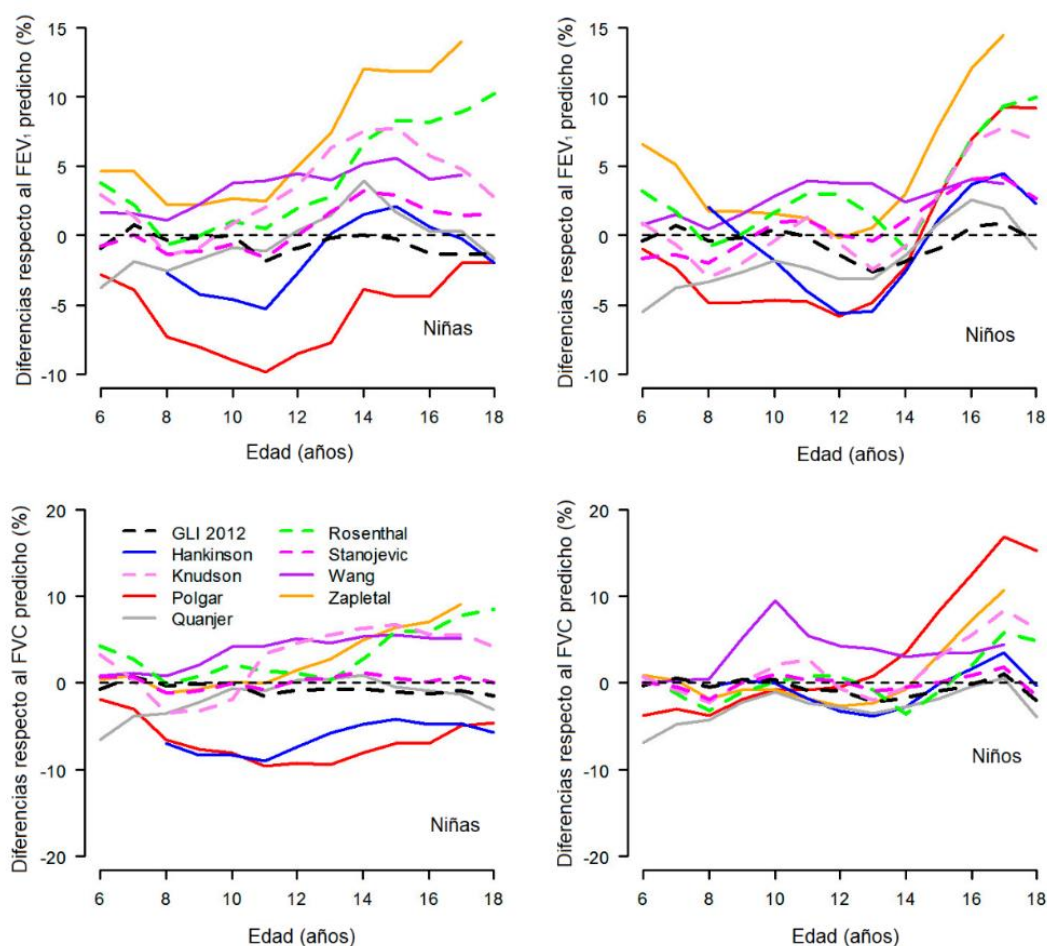 Diferencias respecto al FEV₁ predicho (%)
15
10
5
0
-5
-10
Niñas
6 8 10 12 14 16 18
Edad (años)
Diferencias respecto al FEV₁ predicho (%)
15
10
5
0
-5
-10
Niños
6 8 10 12 14 16 18
Edad (años)
Diferencias respecto al FVC predicho (%)
20
10
0
-10
-20
GLI 2012
Hankinson
Knudson
Polgar
Quanjer
Rosenthal
Stanojevic
Wang
Zapletal
Niñas
6 8 10 12 14 16 18
Edad (años)
Diferencias respecto al FVC predicho (%)
20
10
0
-10
-20
Niños
6 8 10 12 14 16 18
Edad (años)